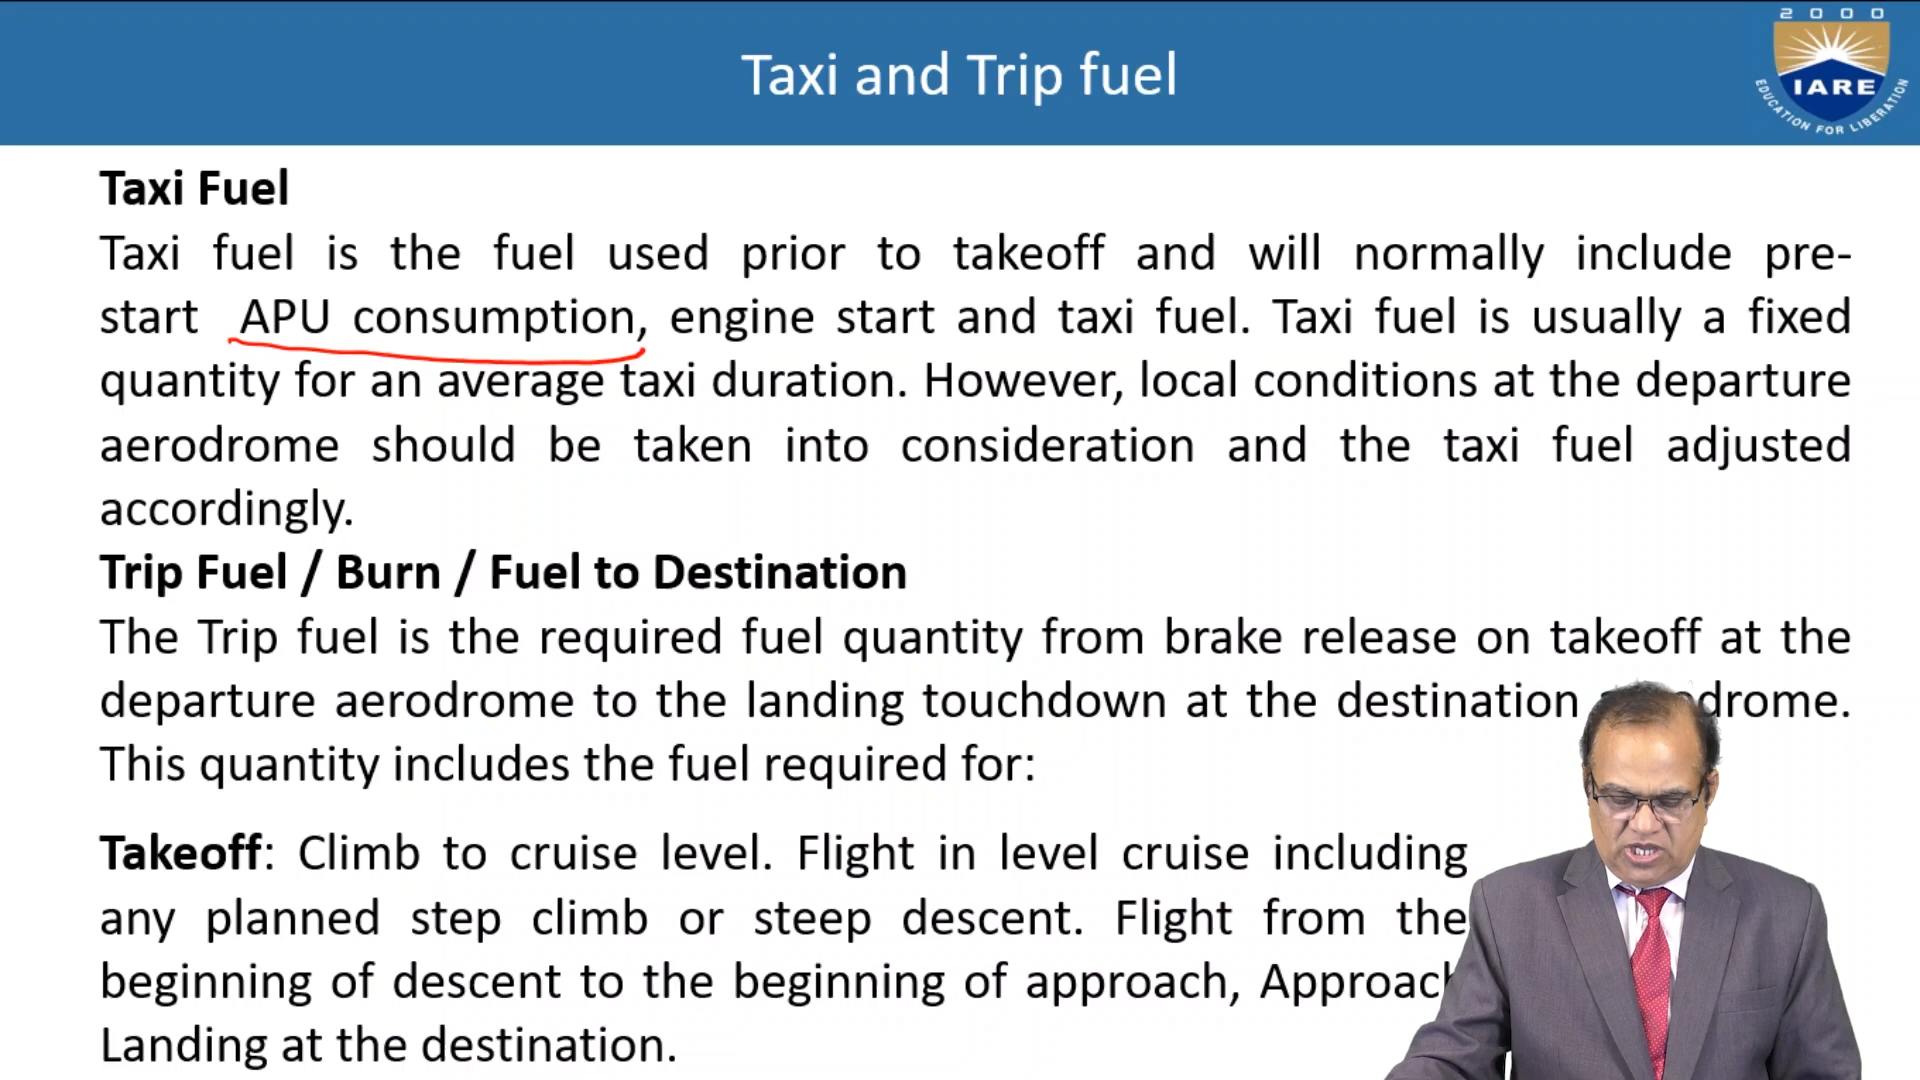 2000
Taxi and Trip fuel
IARE
EDUCATION FOR LIBERATION
Taxi Fuel
Taxi fuel is the fuel used prior to takeoff and will normally include pre-
start APU consumption, engine start and taxi fuel. Taxi fuel is usually a fixed
quantity for an average taxi duration. However, local conditions at the departure
aerodrome should be taken into consideration and the taxi fuel adjusted
accordingly.
Trip Fuel / Burn / Fuel to Destination
The Trip fuel is the required fuel quantity from brake release on takeoff at the
departure aerodrome to the landing touchdown at the destination
This quantity includes the fuel required for:
Takeoff: Climb to cruise level. Flight in level cruise including
any planned step climb or steep descent. Flight from the
beginning of descent to the beginning of approach, Approach
Landing at the destination.